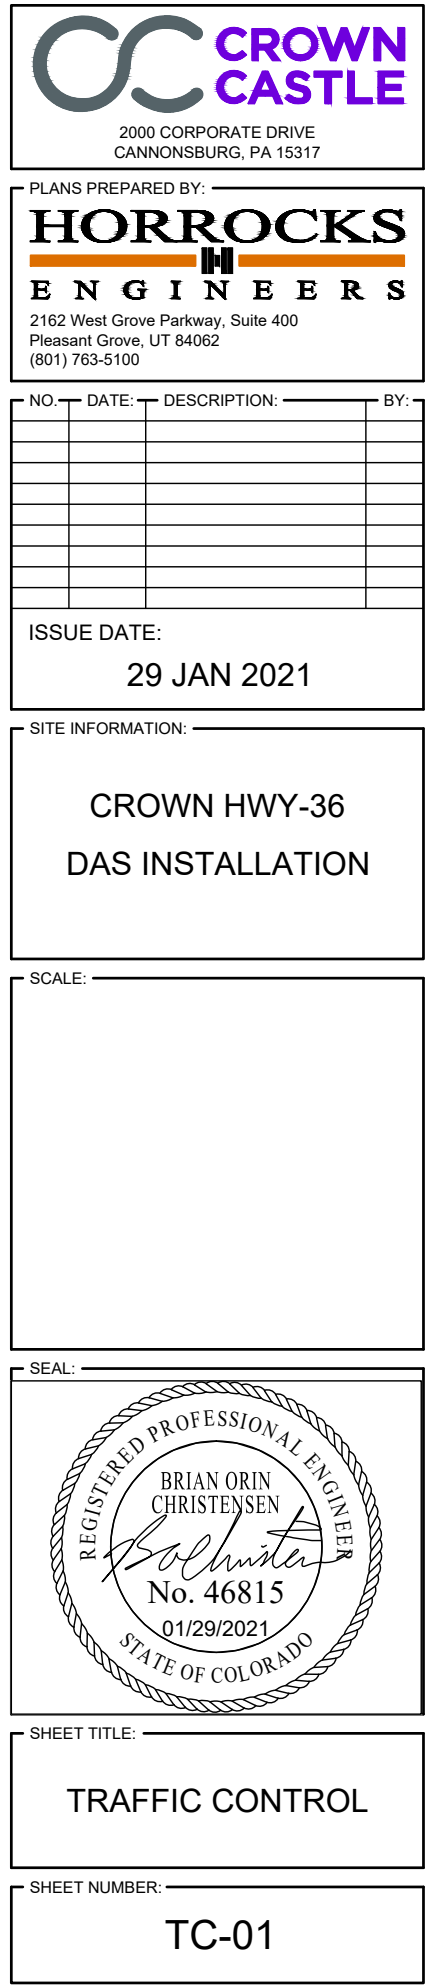 CROWN
CASTLE
2000 CORPORATE DRIVE
CANNONSBURG, PA 15317
PLANS PREPARED BY:
HORROCKS
ENGINEERS
2162 West Grove Parkway, Suite 400
Pleasant Grove, UT 84062
(801) 763-5100
NO. DATE: DESCRIPTION: BY:
ISSUE DATE:
29 JAN 2021
SITE INFORMATION:
CROWN HWY-36
DAS INSTALLATION
SCALE:
SEAL:
REGISTERED PROFESSIONAL ENGINEER
BRIAN ORIN
CHRISTENSEN
No. 46815
01/29/2021
STATE OF COLORADO
SHEET TITLE:
TRAFFIC CONTROL
SHEET NUMBER:
TC-01